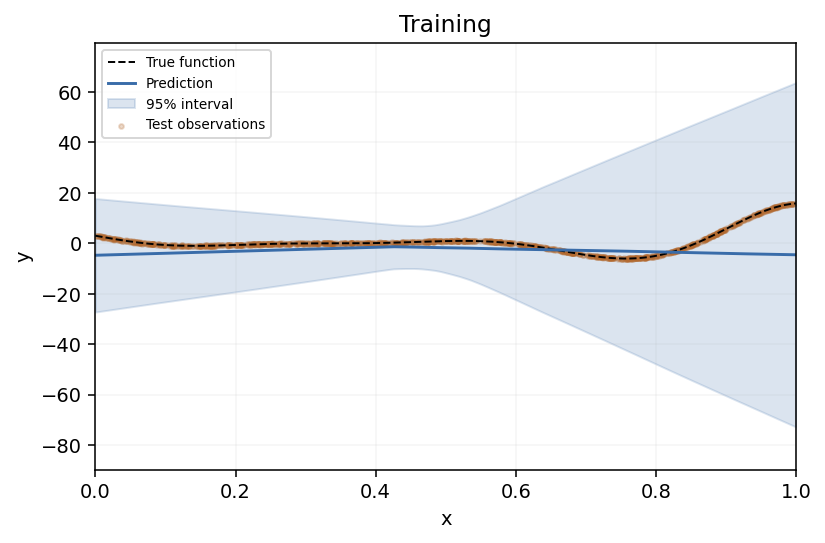 Training
True function
Prediction
95% interval
Test observations
60
40
20
0
−20
−40
−60
−80
y
0.0 0.2 0.4 0.6 0.8 1.0
x